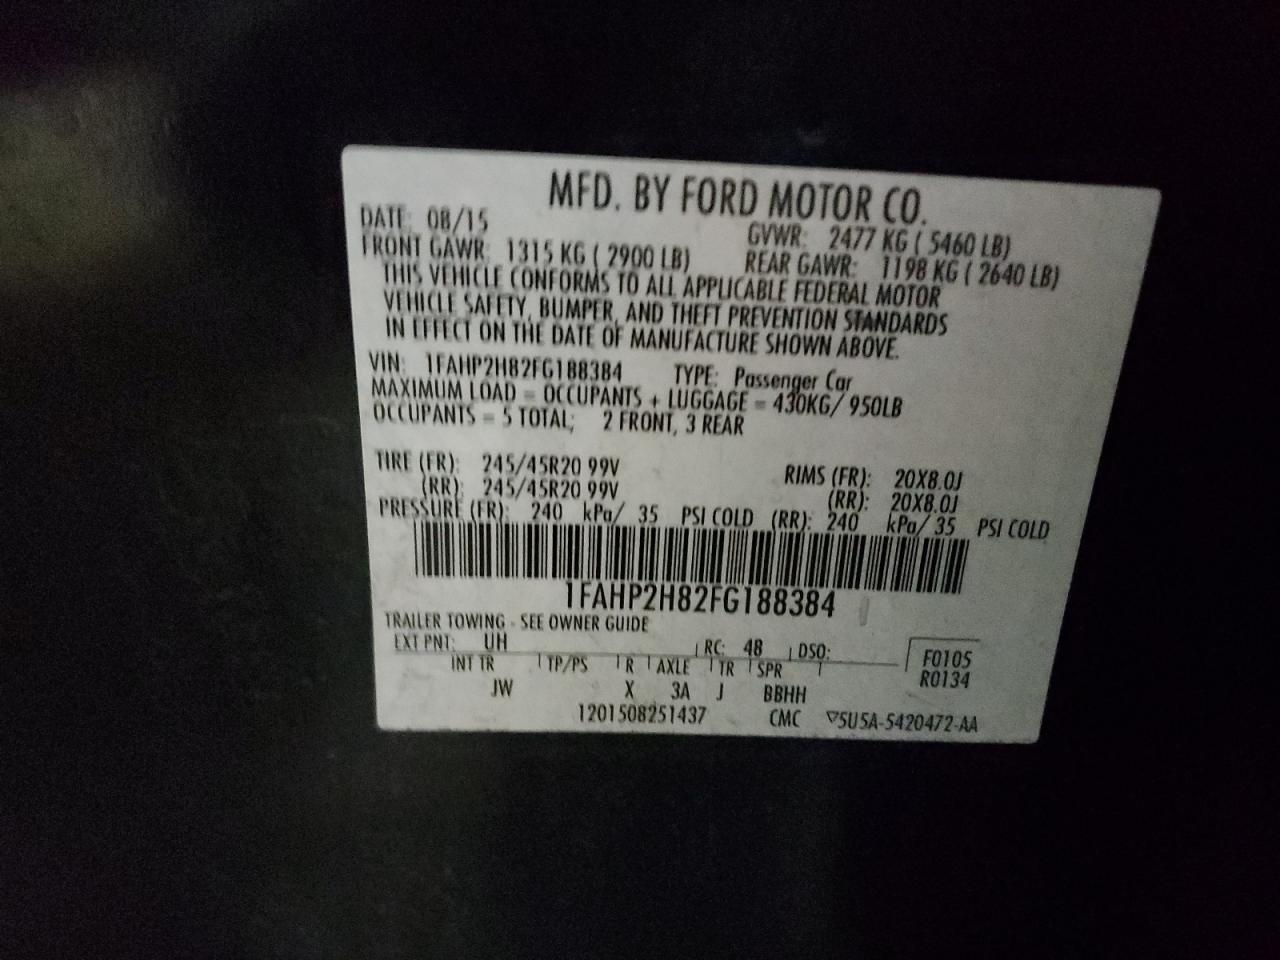 MFD. BY FORD MOTOR CO.
DATE: 08/15 GVWR: 2477 KG ( 5460 LB)
FRONT GAWR: 1315 KG ( 2900 LB) REAR GAWR: 1198 KG ( 2640 LB)
THIS VEHICLE CONFORMS TO ALL APPLICABLE FEDERAL MOTOR
VEHICLE SAFETY, BUMPER, AND THEFT PREVENTION STANDARDS
IN EFFECT ON THE DATE OF MANUFACTURE SHOWN ABOVE.
VIN: 1FAHP2H82FG188384 TYPE: Passenger Car
MAXIMUM LOAD = OCCUPANTS + LUGGAGE = 430KG/ 950LB
OCCUPANTS = 5 TOTAL; 2 FRONT, 3 REAR
TIRE (FR): 245/45R20 99V RIMS (FR): 20X8.0J
(RR): 245/45R20 99V (RR): 20X8.0J
PRESSURE (FR): 240 kPa/ 35 PSI COLD (RR): 240 kPa/ 35 PSI COLD
1FAHP2H82FG188384
TRAILER TOWING - SEE OWNER GUIDE
EXT PNT: UH RC: 48 DSO: F0105
INT TR TP/PS R AXLE TR SPR R0134
JW X 3A J BBHH
1201508251437 CMC ▽5U5A-5420472-AA